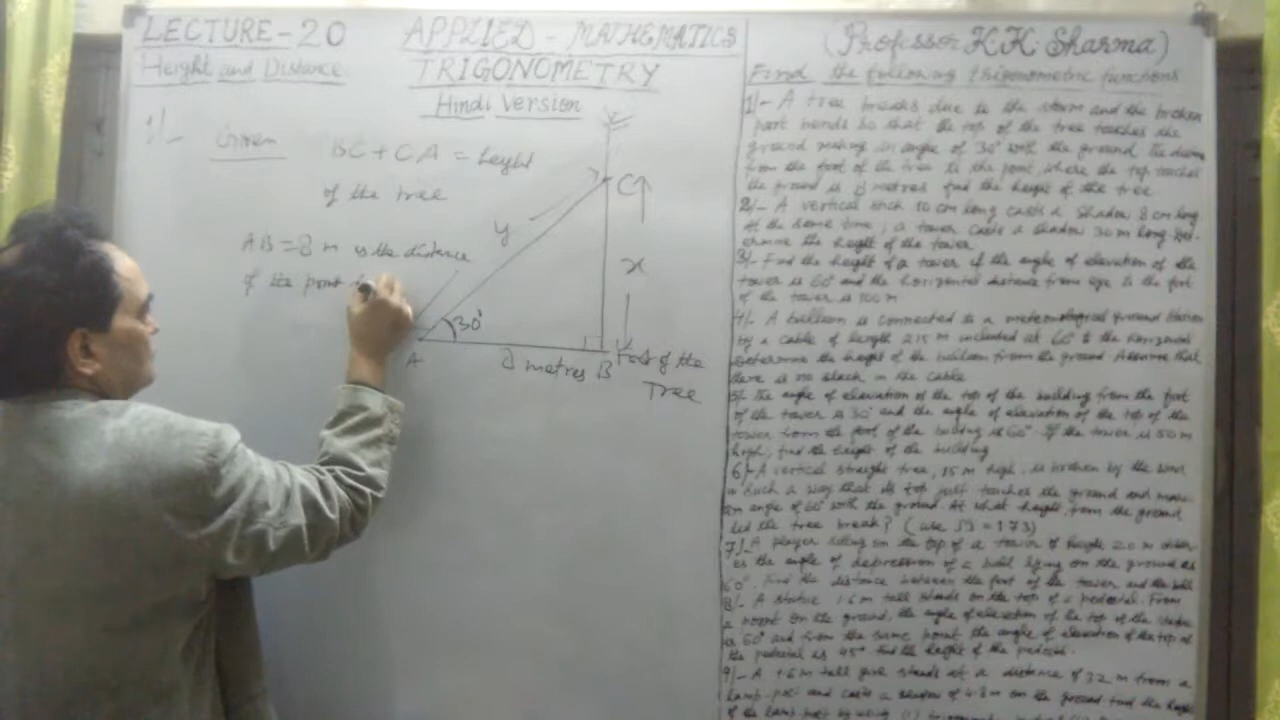 LECTURE-20
APPLIED - MATHEMATICS
(Professor K.K. Sharma)
Height and Distance
TRIGONOMETRY
Hindi Version
1/-
Given
BC + CA = height
of the tree
AB = 8 m is the distance
of the point
y
C
x
30°
A
8 metres
B
Foot of the
Tree
Find the following trigonometric functions
1/- A tree breaks due to the storm and the broken
part bends so that the top of the tree touches the
ground making an angle of 30° with the ground. The
from the foot of the tree to the point where the top touches
the ground is 8 metres find the height of the tree
2/- A vertical stick 10 cm long casts a shadow 8 cm long
At the same time, a tower casts a shadow 30 m long. Det-
ermine the height of the tower
3/- Find the height of a tower if the angle of elevation of the
tower is 60° and the horizontal distance from eye to the foot
of the tower is 100 m
4/- A balloon is connected to a meteorological ground station
by a cable of length 215 m inclined at 60° to the horizontal
Determine the height of the balloon from the ground Assume that
there is no slack in the cable
5/- The angle of elevation of the top of the building from the foot
of the tower is 30° and the angle of elevation of the top of the
tower from the foot of the building is 60°. If the tower is 50 m
high, find the height of the building
6/- A vertical straight tree, 15 m high, is broken by the wind
in such a way that its top just touches the ground and make
an angle of 60° with the ground. At what height from the ground
did the tree break? (use √3 = 1.73)
7/- A player sitting on the top of a tower of height 20 m
es the angle of depression of a ball lying on the ground as
60°. Find the distance between the foot of the tower and the ball
8/- A statue 1.6 m tall stands on the top of a pedestal. From
a point on the ground, the angle of elevation of the top of the statue
is 60° and from the same point the angle of elevation of the top of
the pedestal is 45° find the height of the pedestal.
9/- A 1.6 m tall girl stands at a distance of 3.2 m from a
lamp-post and casts a shadow of 4.8 m on the ground. Find the height
of the lamp-post by using (1)